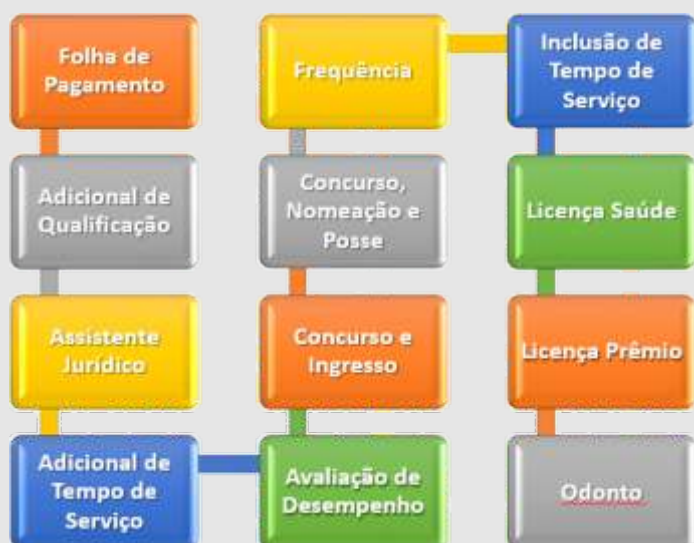 Folha de
Pagamento
Adicional de
Qualificação
Assistente
Jurídico
Adicional de
Tempo de
Serviço
Avaliação de
Desempenho
Concurso e
Ingresso
Concurso,
Nomeação e
Posse
Frequência
Inclusão de
Tempo de
Serviço
Licença Saúde
Licença Prêmio
Odonto